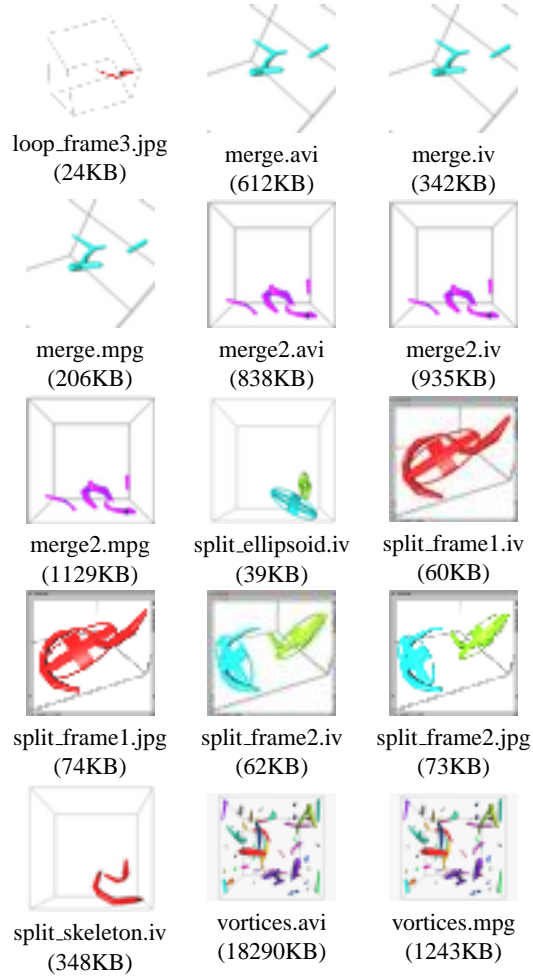 loop_frame3.jpg
(24KB)
merge.avi
(612KB)
merge.iv
(342KB)
merge.mpg
(206KB)
merge2.avi
(838KB)
merge2.iv
(935KB)
merge2.mpg
(1129KB)
split_ellipsoid.iv
(39KB)
split_frame1.iv
(60KB)
split_frame1.jpg
(74KB)
split_frame2.iv
(62KB)
split_frame2.jpg
(73KB)
split_skeleton.iv
(348KB)
vortices.avi
(18290KB)
vortices.mpg
(1243KB)